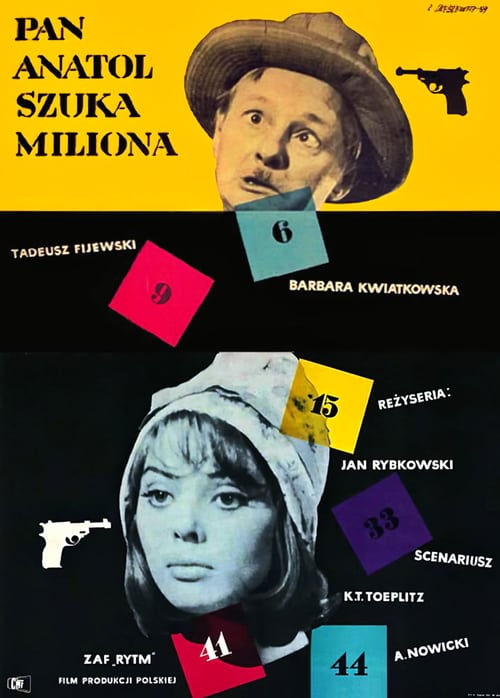 PAN
ANATOL
SZUKA
MILIONA
6
TADEUSZ FIJEWSKI
9
BARBARA KWIATKOWSKA
15
REŻYSERIA:
JAN RYBKOWSKI
33
SCENARIUSZ
K.T. TOEPLITZ
41
A. NOWICKI
ZAF „RYTM”
44
FILM PRODUKCJI POLSKIEJ